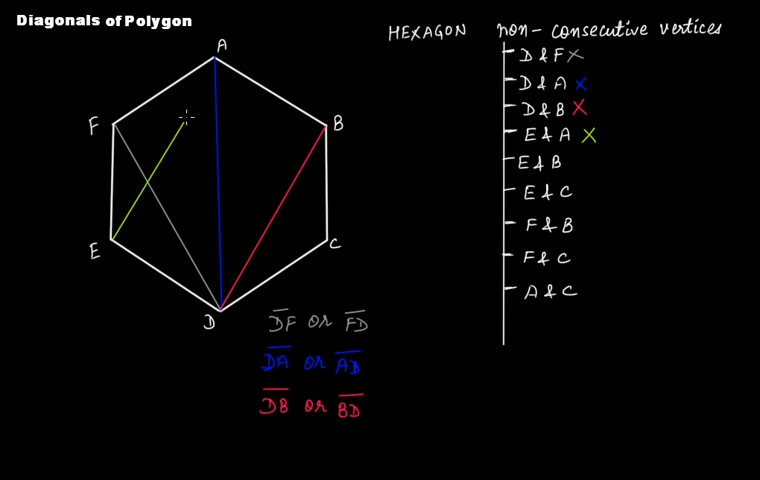 Diagonals of Polygon
HEXAGON non-consecutive vertices
D & F ×
D & A ×
D & B ×
E & A ×
E & B
E & C
F & B
F & C
A & C
A
F
B
E
C
D
DF or FD
DA or AD
DB or BD